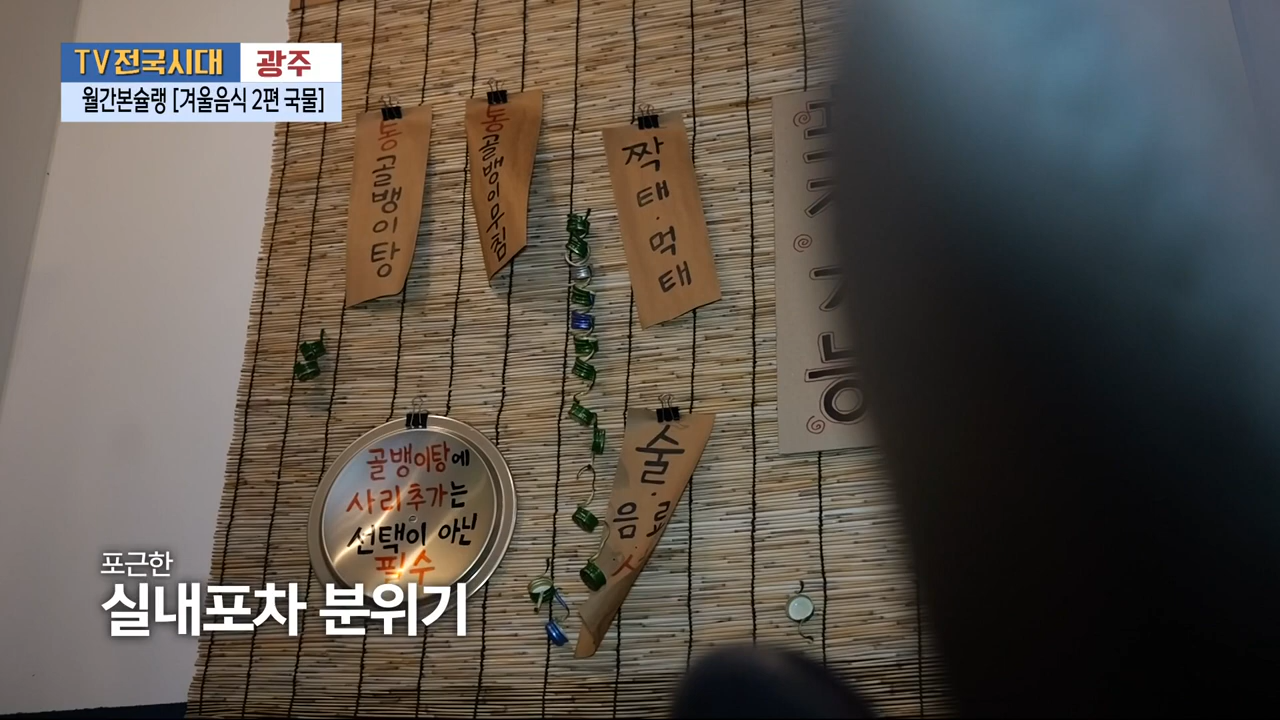 TV전국시대 광주
월간본슐랭 [겨울음식 2편 국물]
동골뱅이탕
동골뱅이무침
짝태·먹태
골뱅이탕에
사리추가는
선택이 아닌
필수
술·
음료
포근한
실내포차 분위기